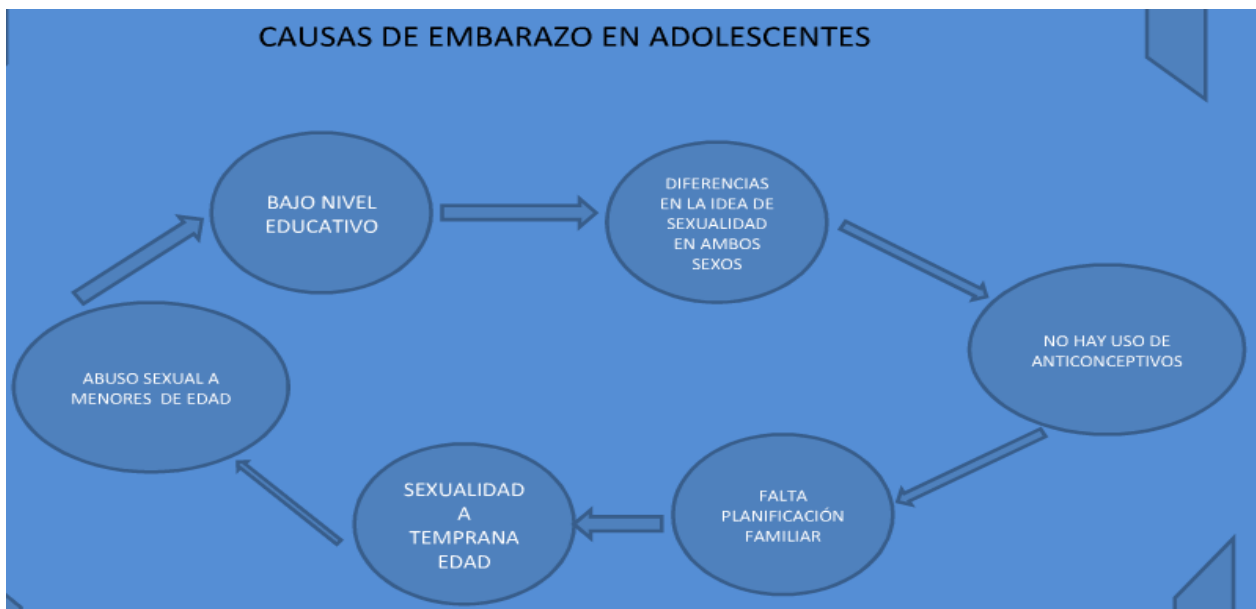 CAUSAS DE EMBARAZO EN ADOLESCENTES
BAJO NIVEL
EDUCATIVO
DIFERENCIAS
EN LA IDEA DE
SEXUALIDAD
EN AMBOS
SEXOS
NO HAY USO DE
ANTICONCEPTIVOS
FALTA
PLANIFICACIÓN
FAMILIAR
SEXUALIDAD
A
TEMPRANA
EDAD
ABUSO SEXUAL A
MENORES DE EDAD